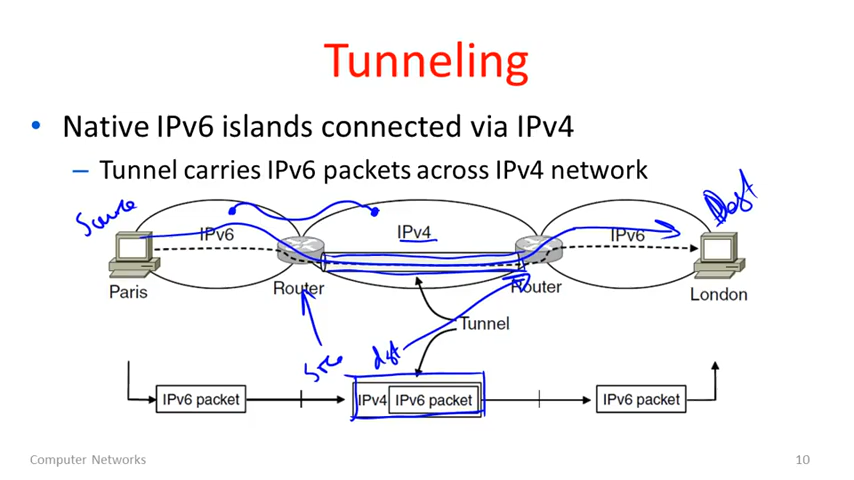 Tunneling
• Native IPv6 islands connected via IPv4
– Tunnel carries IPv6 packets across IPv4 network
Source
Dest
IPv6
IPv4
IPv6
Paris
Router
Router
London
Tunnel
src
dst
IPv6 packet
IPv4
IPv6 packet
IPv6 packet
Computer Networks
10